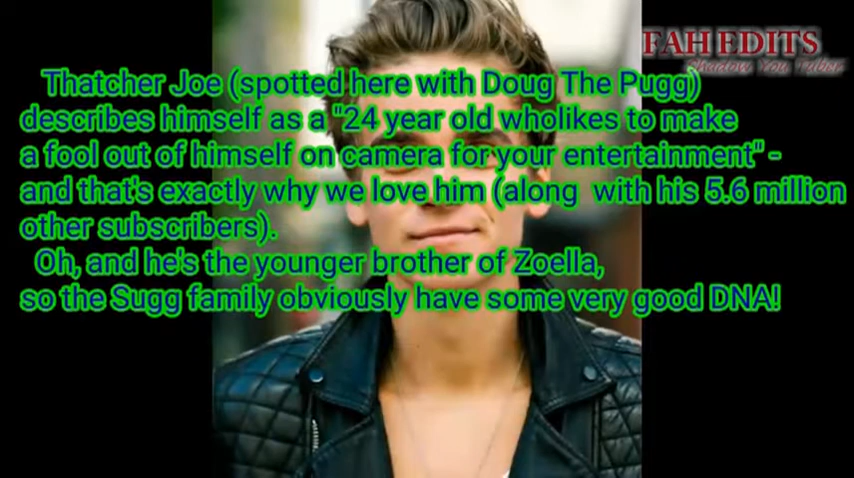 FAH EDITS
Shadow You Tuber
Thatcher Joe (spotted here with Doug The Pugg)
describes himself as a "24 year old wholikes to make
a fool out of himself on camera for your entertainment" -
and that's exactly why we love him (along with his 5.6 million
other subscribers).
Oh, and he's the younger brother of Zoella,
so the Sugg family obviously have some very good DNA!